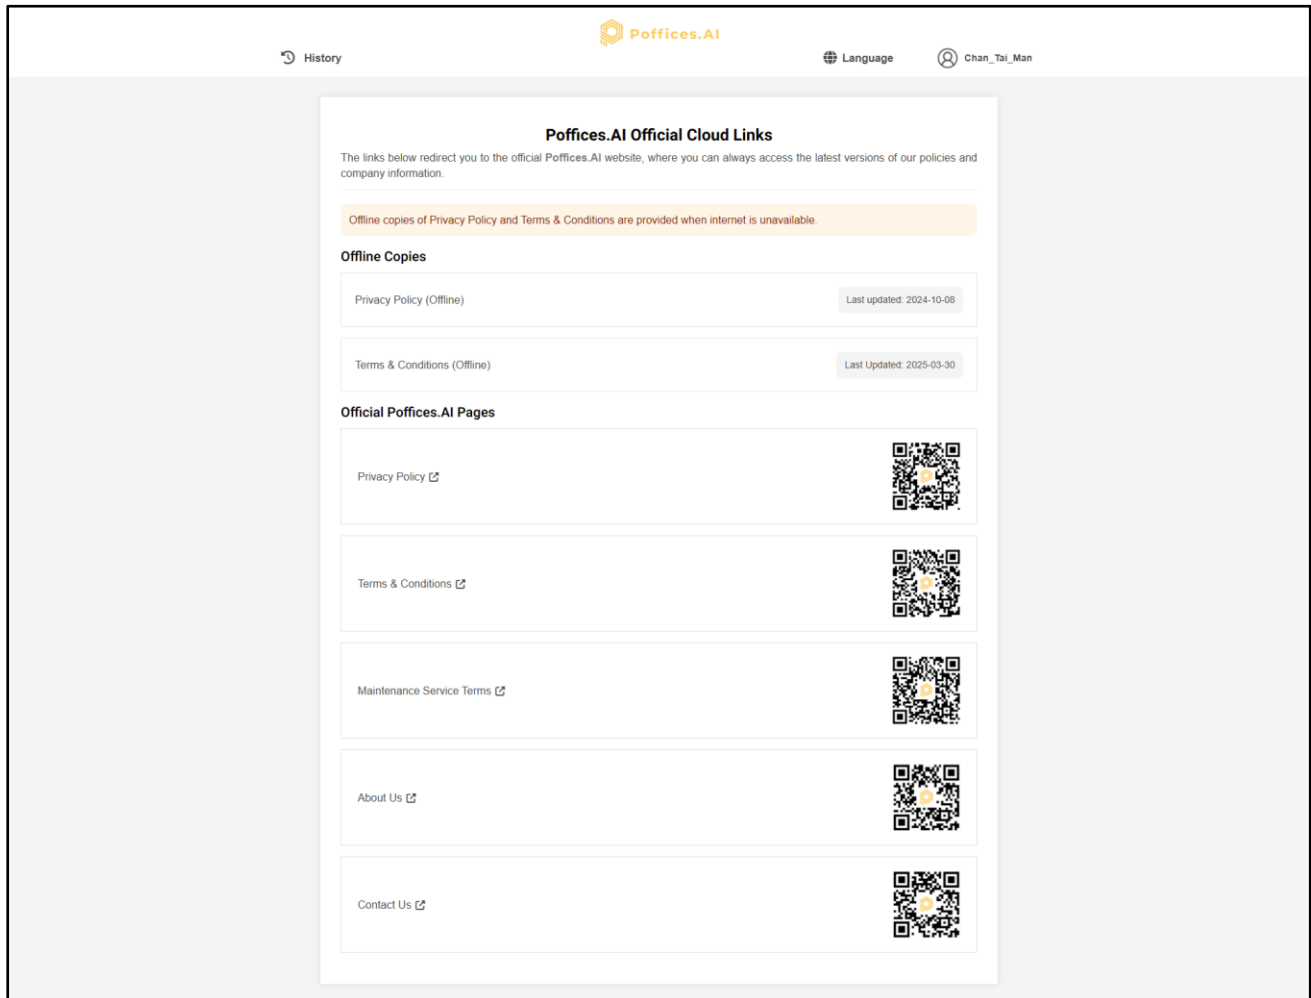 Poffices.AI
History
Language
Chan_Tai_Man
Poffices.AI Official Cloud Links
The links below redirect you to the official Poffices.AI website, where you can always access the latest versions of our policies and
company information.
Offline copies of Privacy Policy and Terms & Conditions are provided when internet is unavailable.
Offline Copies
Privacy Policy (Offline)
Last updated: 2024-10-08
Terms & Conditions (Offline)
Last Updated: 2025-03-30
Official Poffices.AI Pages
Privacy Policy
Terms & Conditions
Maintenance Service Terms
About Us
Contact Us